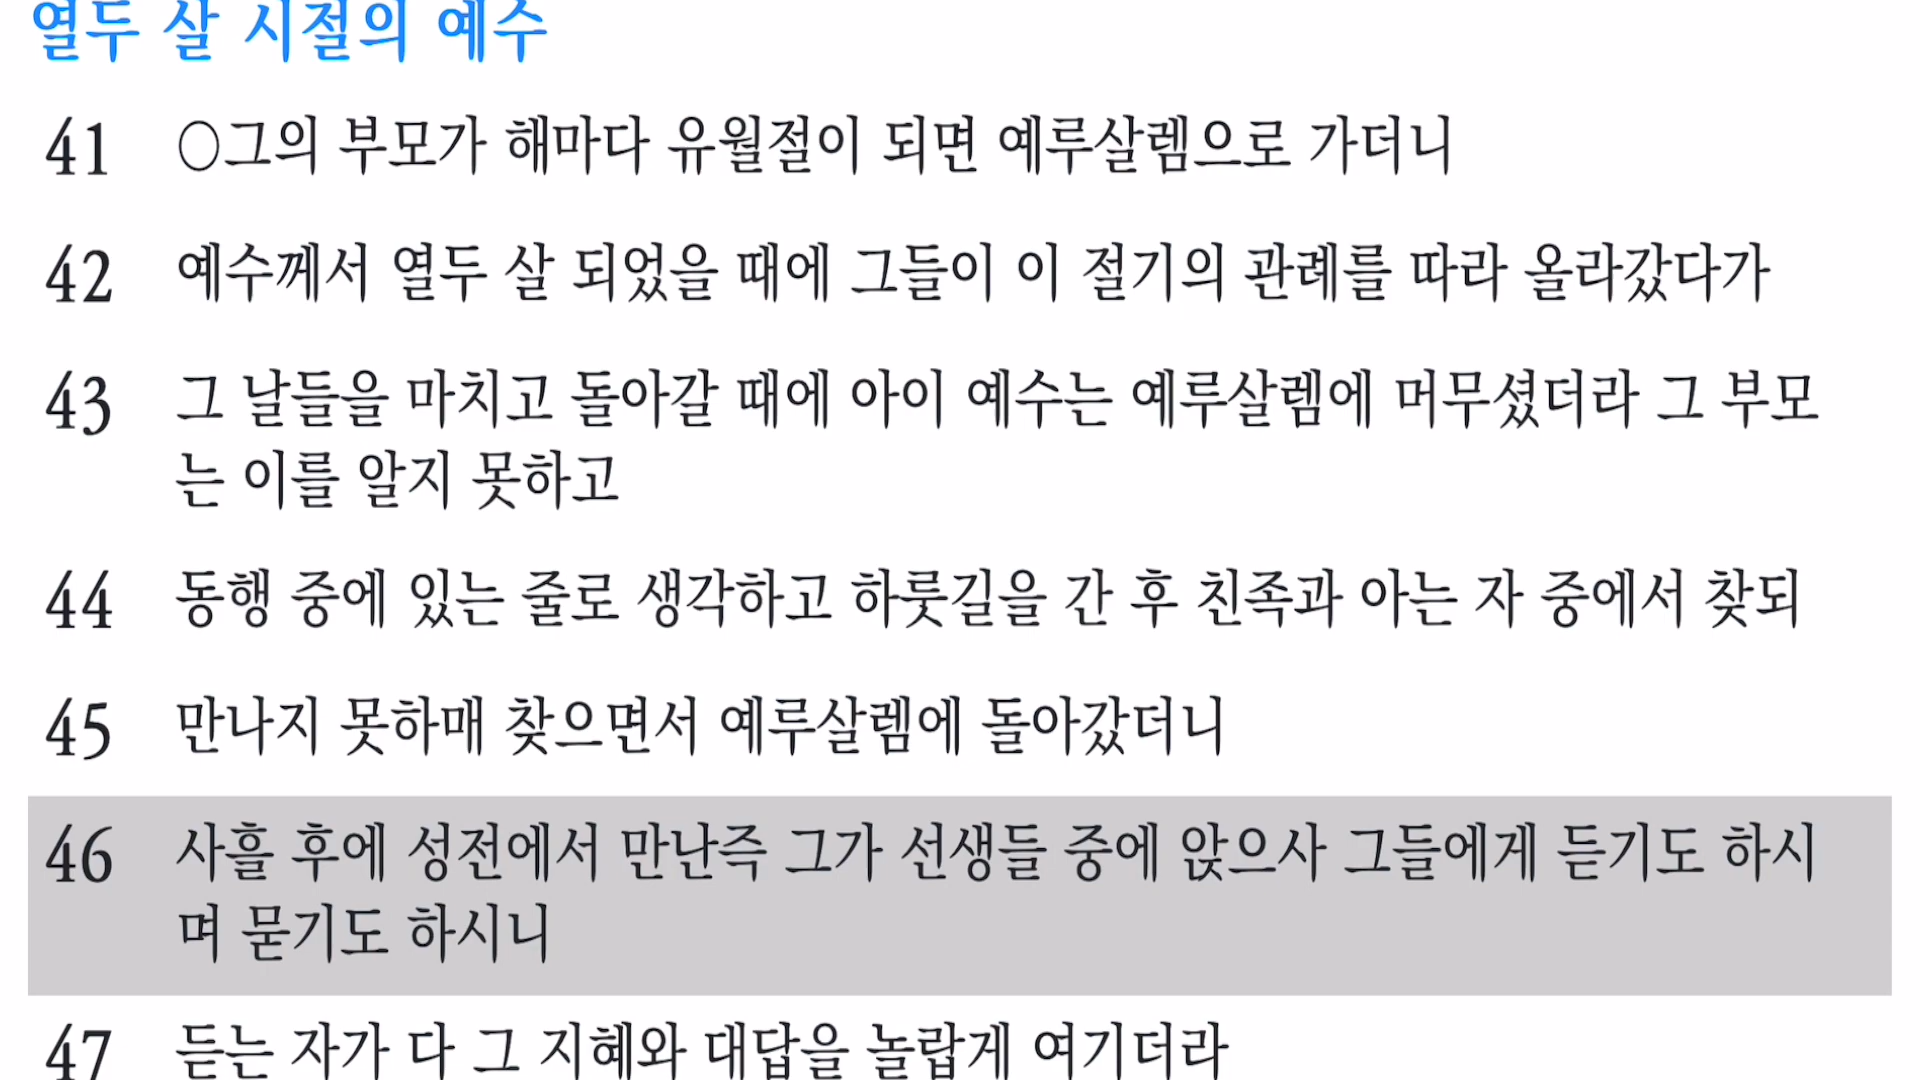 열두 살 시절의 예수
41 ○그의 부모가 해마다 유월절이 되면 예루살렘으로 가더니
42 예수께서 열두 살 되었을 때에 그들이 이 절기의 관례를 따라 올라갔다가
43 그 날들을 마치고 돌아갈 때에 아이 예수는 예루살렘에 머무셨더라 그 부모
는 이를 알지 못하고
44 동행 중에 있는 줄로 생각하고 하룻길을 간 후 친족과 아는 자 중에서 찾되
45 만나지 못하매 찾으면서 예루살렘에 돌아갔더니
46 사흘 후에 성전에서 만난즉 그가 선생들 중에 앉으사 그들에게 듣기도 하시
며 묻기도 하시니
47 듣는 자가 다 그 지혜와 대답을 놀랍게 여기더라